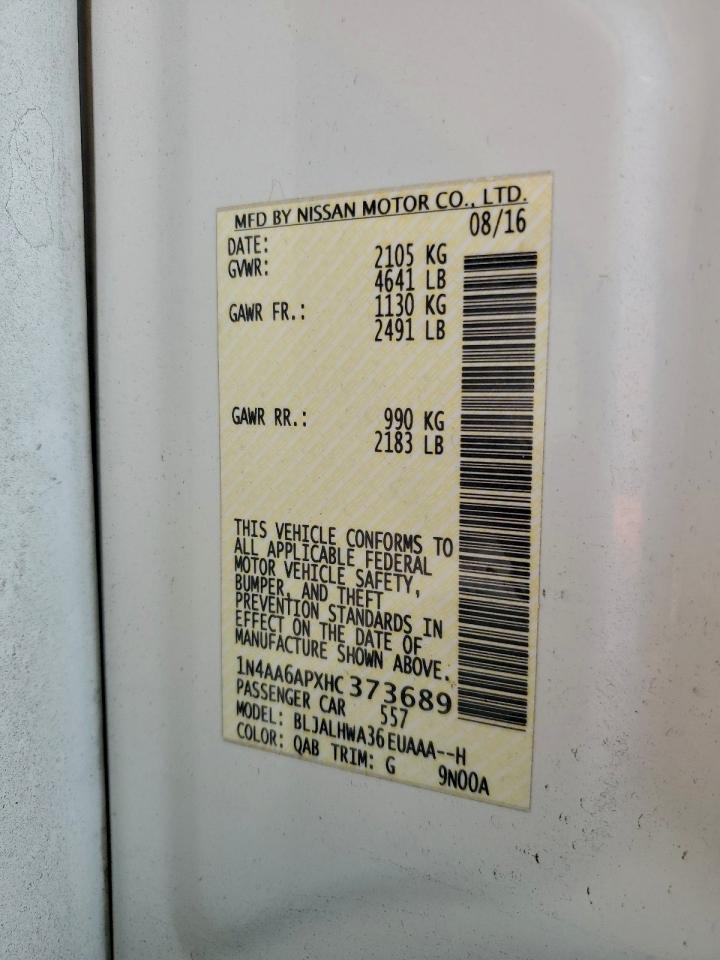 MFD BY NISSAN MOTOR CO., LTD.
DATE: 08/16
GVWR: 2105 KG
4641 LB
GAWR FR.: 1130 KG
2491 LB
GAWR RR.: 990 KG
2183 LB
THIS VEHICLE CONFORMS TO
ALL APPLICABLE FEDERAL
MOTOR VEHICLE SAFETY,
BUMPER, AND THEFT
PREVENTION STANDARDS IN
EFFECT ON THE DATE OF
MANUFACTURE SHOWN ABOVE.
1N4AA6APXHC 373689
PASSENGER CAR 557
MODEL: BLJALHWA36EUAAA--H
COLOR: QAB TRIM: G 9N00A